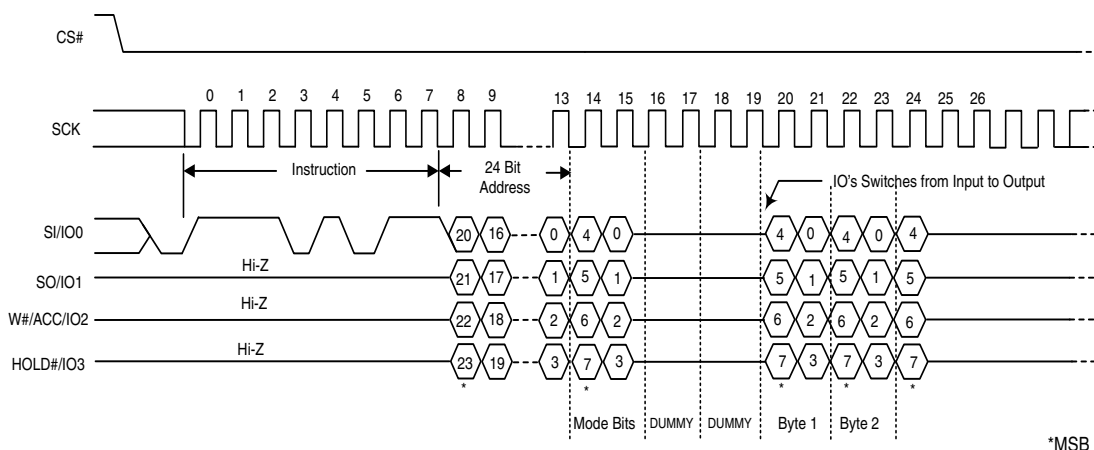 CS#
0 1 2 3 4 5 6 7 8 9 13 14 15 16 17 18 19 20 21 22 23 24 25 26
SCK
Instruction
24 Bit
Address
IO's Switches from Input to Output
SI/IO0 20 16 0 4 0 4 0 4 0 4
SO/IO1 Hi-Z 21 17 1 5 1 5 1 5 1 5
W#/ACC/IO2 Hi-Z 22 18 2 6 2 6 2 6 2 6
HOLD#/IO3 Hi-Z 23 19 3 7 3 7 3 7 3 7
* * * * *
Mode Bits DUMMY DUMMY Byte 1 Byte 2
*MSB